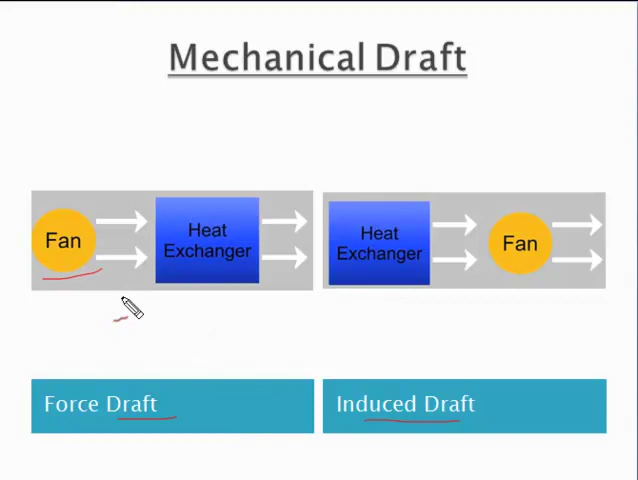 Mechanical Draft
Fan
Heat
Exchanger
Heat
Exchanger
Fan
Force Draft
Induced Draft